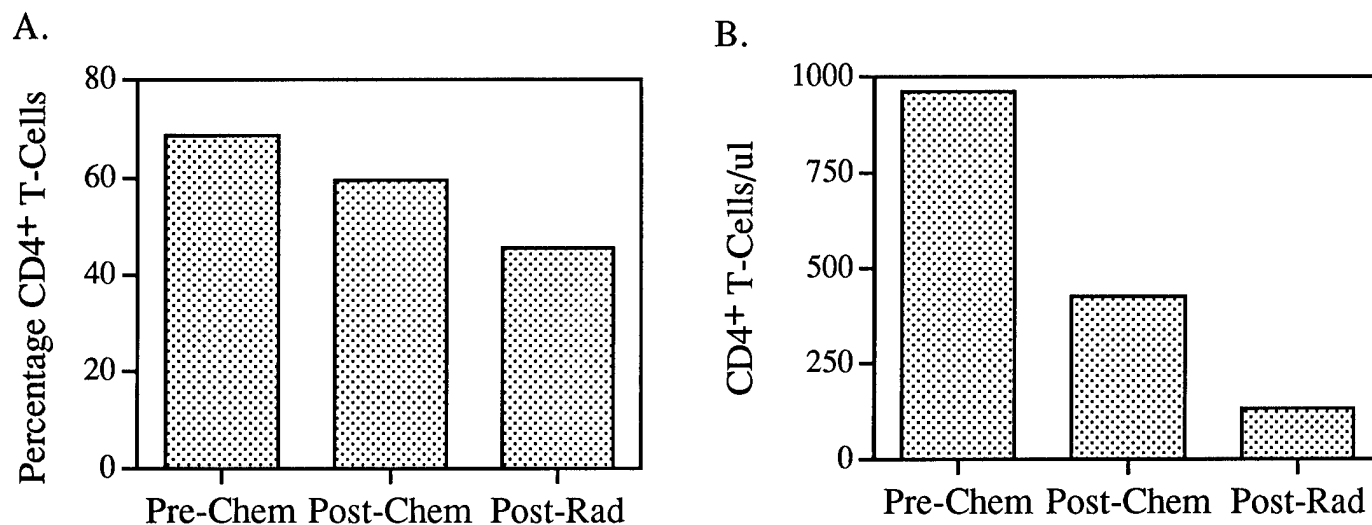 A.
Percentage CD4+ T-Cells
80
60
40
20
0
Pre-Chem Post-Chem Post-Rad
B.
CD4+ T-Cells/ul
1000
750
500
250
0
Pre-Chem Post-Chem Post-Rad